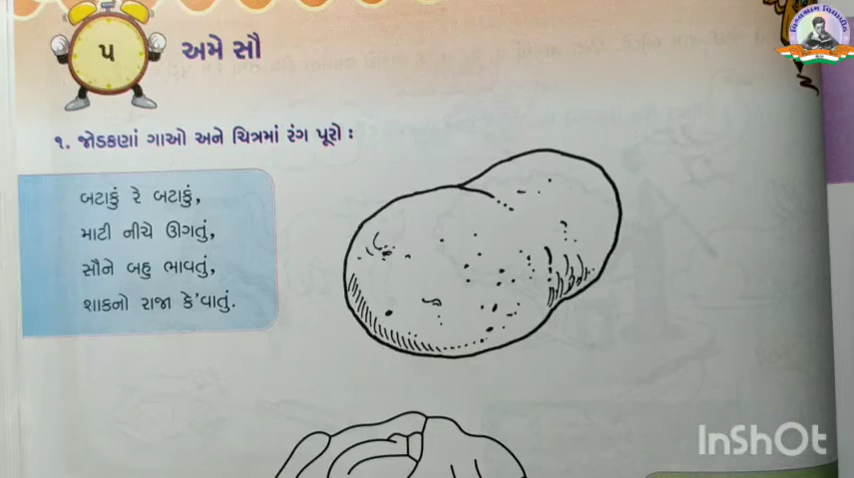 ૫
અમે સૌ
૧. જોડકણાં ગાઓ અને ચિત્રમાં રંગ પૂરો :
બટાકું રે બટાકું,
માટી નીચે ઊગતું,
સૌને બહુ ભાવતું,
શાકનો રાજા કે'વાતું.
InShOt